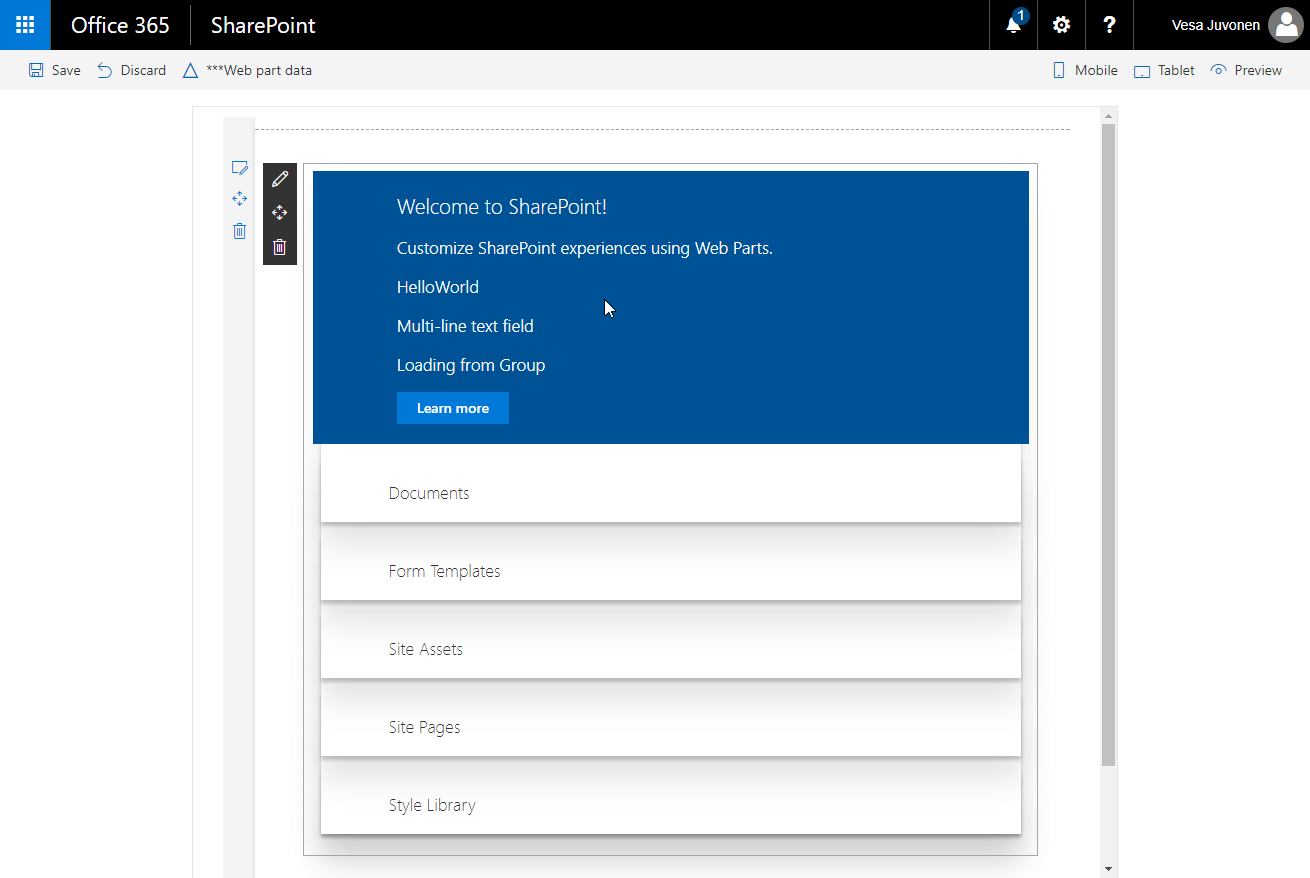 Office 365 SharePoint 1 ? Vesa Juvonen
Save Discard ***Web part data Mobile Tablet Preview
Welcome to SharePoint!
Customize SharePoint experiences using Web Parts.
HelloWorld
Multi-line text field
Loading from Group
Learn more
Documents
Form Templates
Site Assets
Site Pages
Style Library